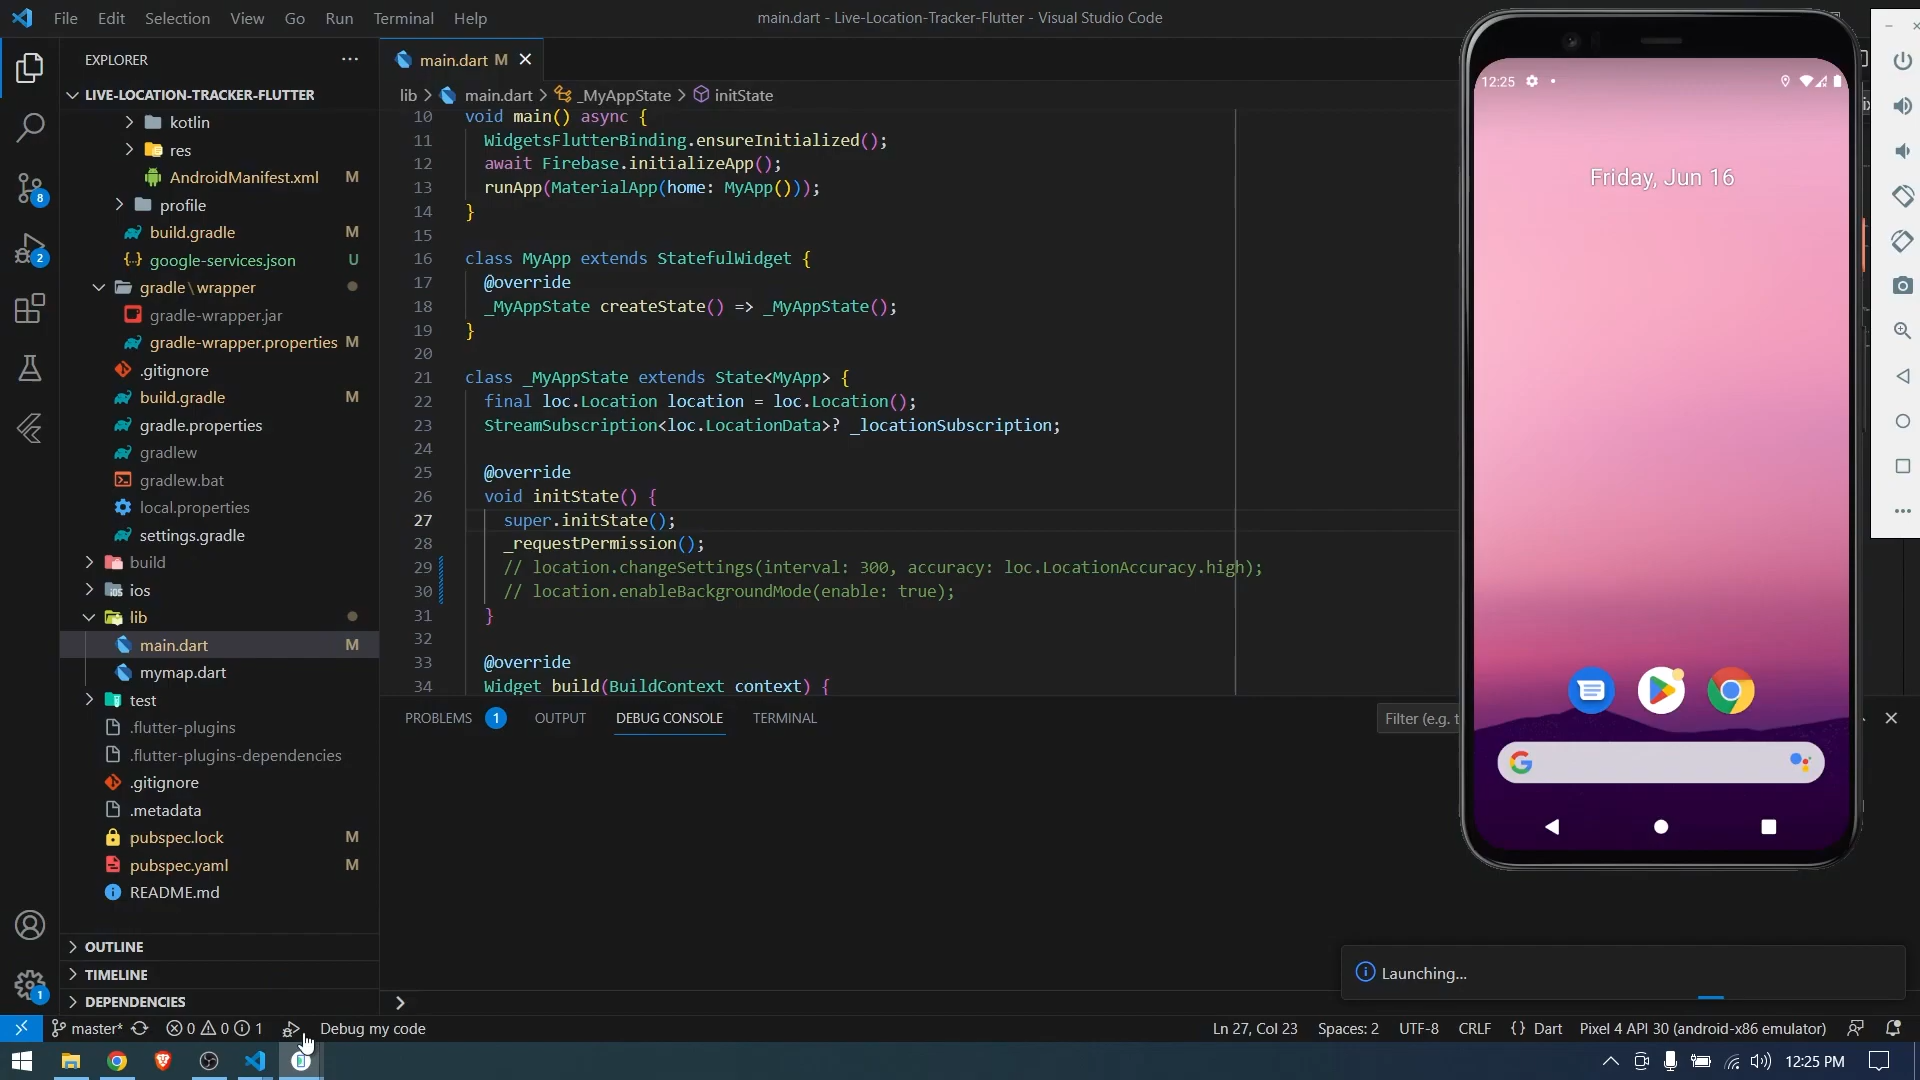 File Edit Selection View Go Run Terminal Help
main.dart - Live-Location-Tracker-Flutter - Visual Studio Code
EXPLORER
LIVE-LOCATION-TRACKER-FLUTTER
kotlin
res
AndroidManifest.xml M
profile
build.gradle M
google-services.json U
gradle\wrapper
gradle-wrapper.jar
gradle-wrapper.properties M
.gitignore
build.gradle M
gradle.properties
gradlew
gradlew.bat
local.properties
settings.gradle
build
ios
lib
main.dart M
mymap.dart
test
.flutter-plugins
.flutter-plugins-dependencies
.gitignore
.metadata
pubspec.lock M
pubspec.yaml M
README.md
OUTLINE
TIMELINE
DEPENDENCIES
8
2
1
main.dart M
lib > main.dart > _MyAppState > initState
10 void main() async {
11 WidgetsFlutterBinding.ensureInitialized();
12 await Firebase.initializeApp();
13 runApp(MaterialApp(home: MyApp()));
14 }
15
16 class MyApp extends StatefulWidget {
17 @override
18 _MyAppState createState() => _MyAppState();
19 }
20
21 class _MyAppState extends State<MyApp> {
22 final loc.Location location = loc.Location();
23 StreamSubscription<loc.LocationData>? _locationSubscription;
24
25 @override
26 void initState() {
27 super.initState();
28 _requestPermission();
29 // location.changeSettings(interval: 300, accuracy: loc.LocationAccuracy.high);
30 // location.enableBackgroundMode(enable: true);
31 }
32
33 @override
34 Widget build(BuildContext context) {
PROBLEMS 1 OUTPUT DEBUG CONSOLE TERMINAL
Filter (e.g. t
12:25
Friday, Jun 16
Launching...
master* 0 0 1 Debug my code
Ln 27, Col 23 Spaces: 2 UTF-8 CRLF {} Dart Pixel 4 API 30 (android-x86 emulator)
12:25 PM